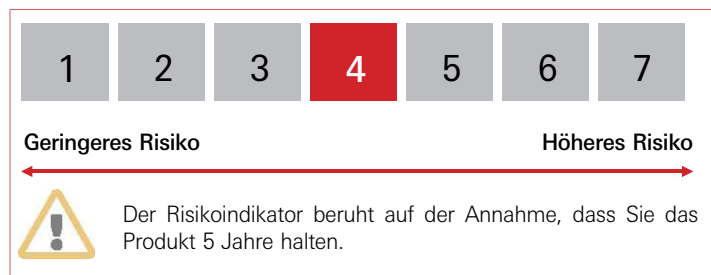 1 2 3 4 5 6 7
Geringeres Risiko Höheres Risiko
Der Risikoindikator beruht auf der Annahme, dass Sie das
Produkt 5 Jahre halten.